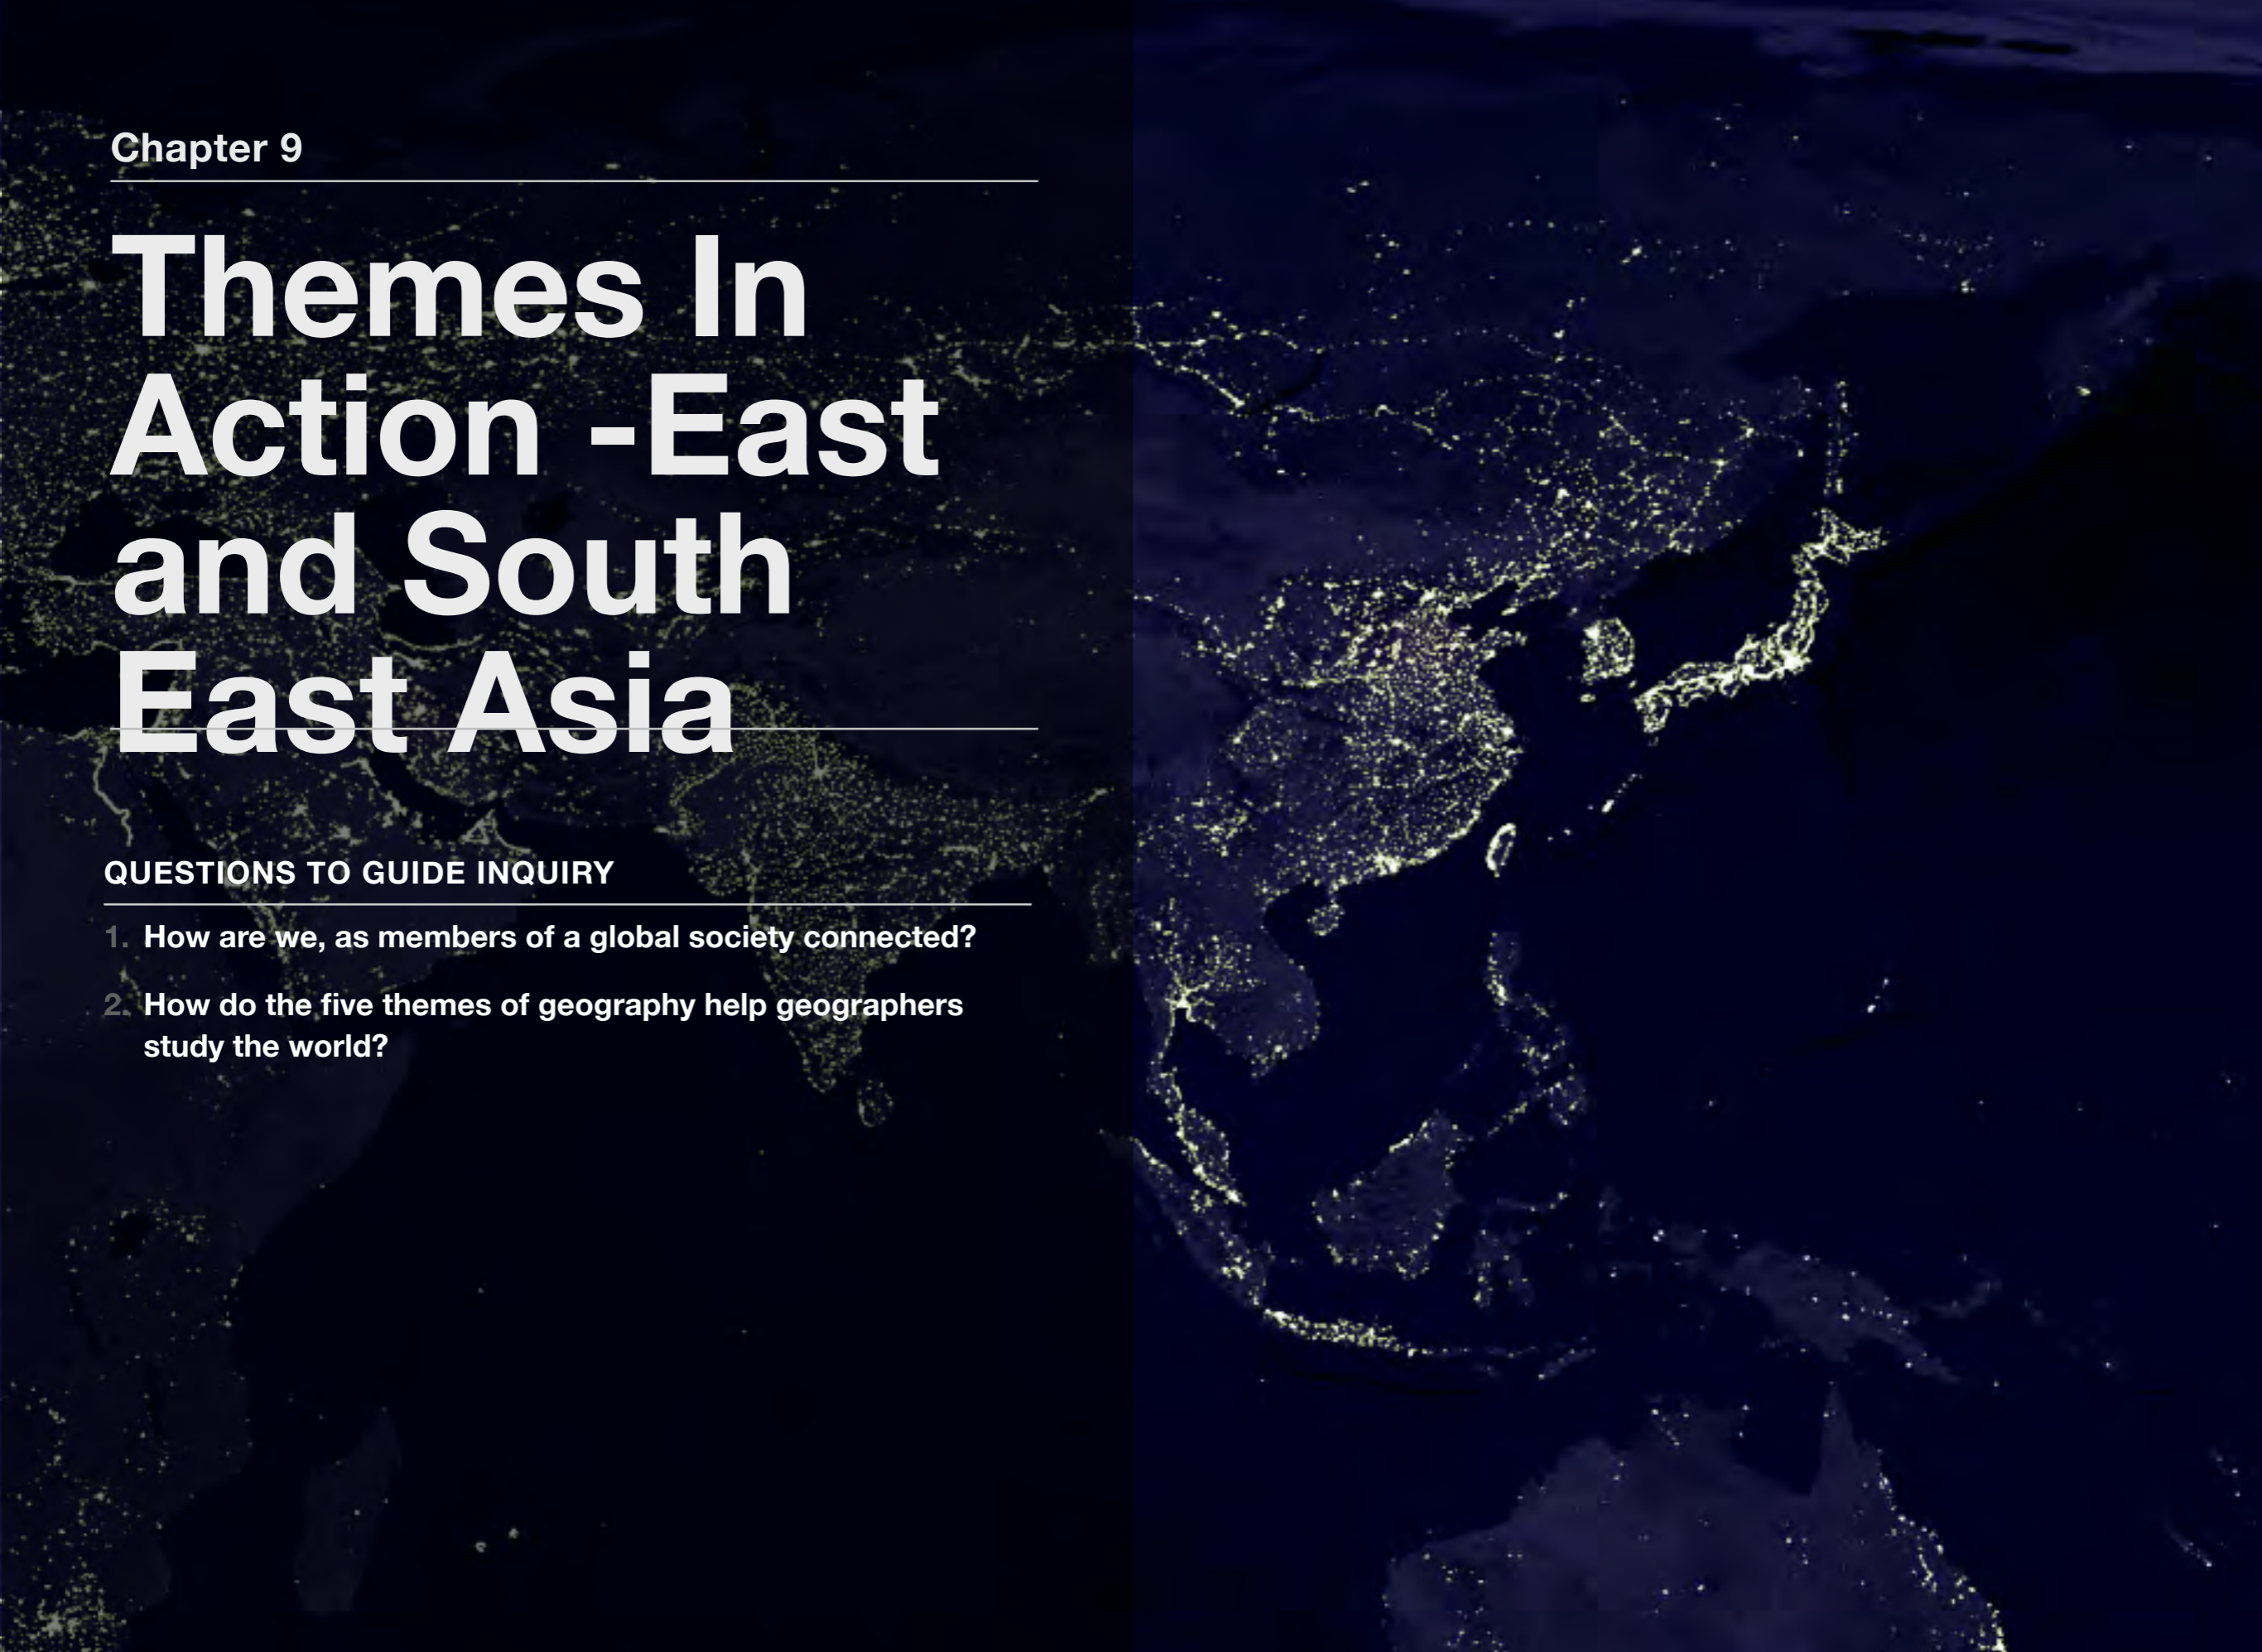 Chapter 9
Themes In
Action -East
and South
East Asia
QUESTIONS TO GUIDE INQUIRY
1. How are we, as members of a global society connected?
2. How do the five themes of geography help geographers
study the world?